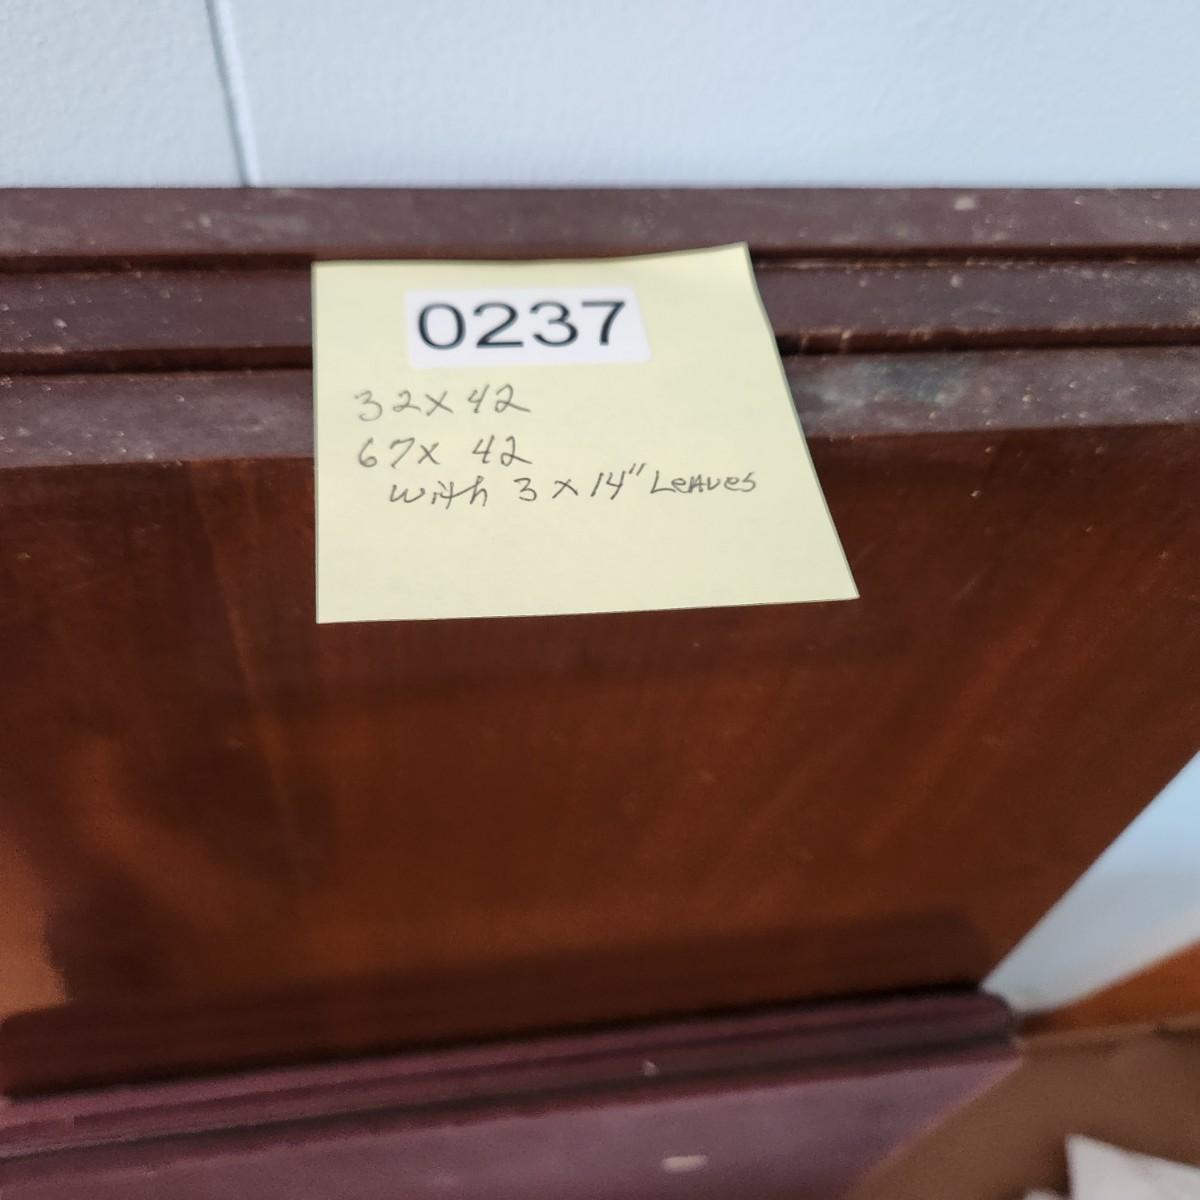 0237
32x42
67x 42
with 3 x 14" Leaves